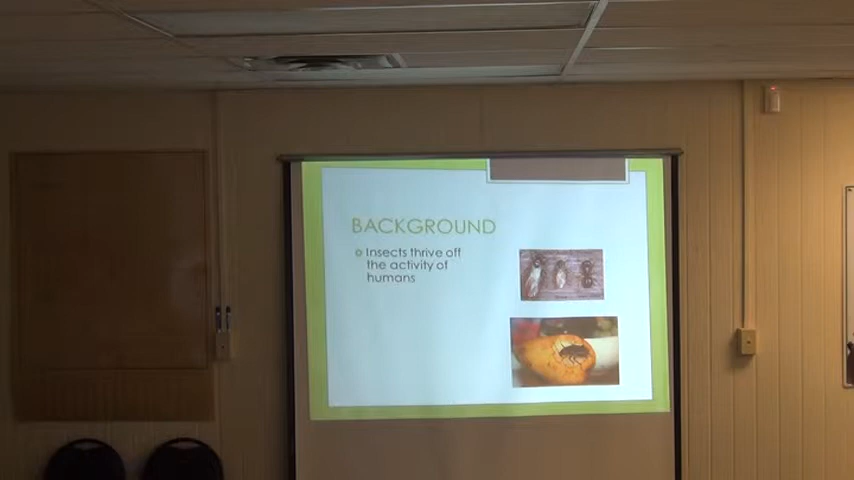 BACKGROUND
Insects thrive off
the activity of
humans